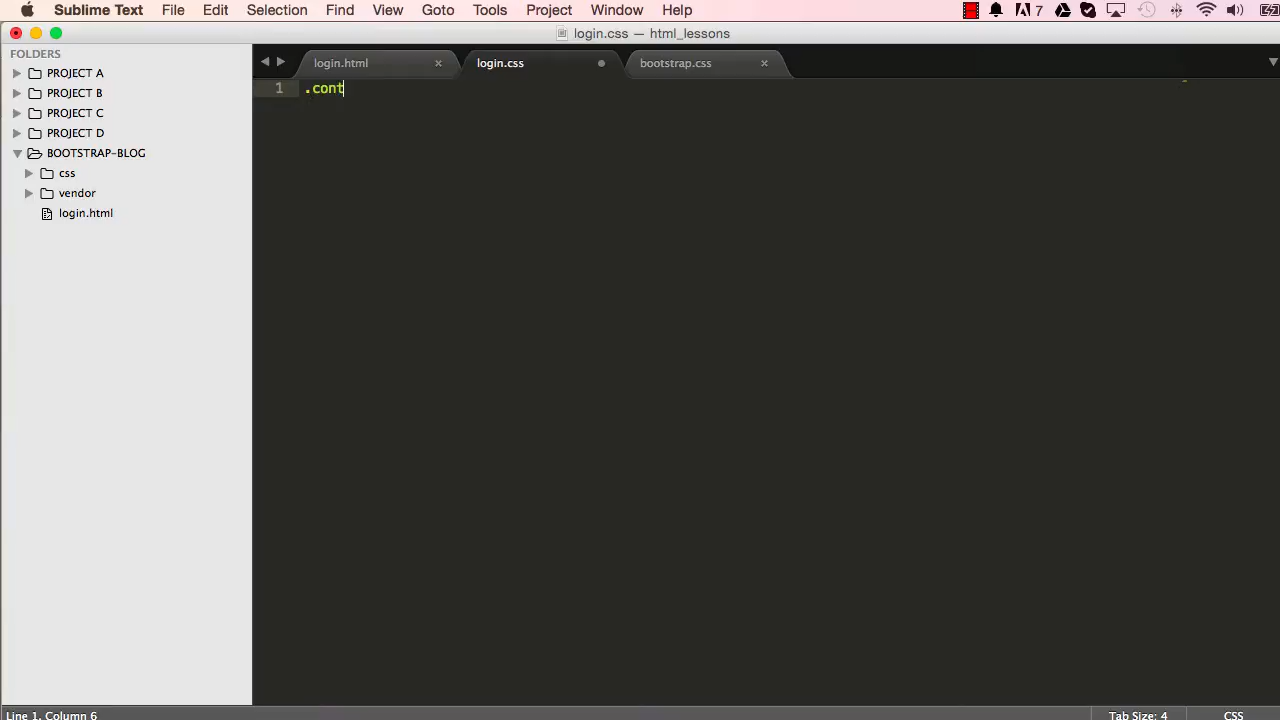 Sublime Text File Edit Selection Find View Goto Tools Project Window Help 7
login.css — html_lessons
FOLDERS
PROJECT A
PROJECT B
PROJECT C
PROJECT D
BOOTSTRAP-BLOG
css
vendor
login.html
login.html login.css bootstrap.css
1 .cont
Line 1, Column 6 Tab Size: 4 CSS